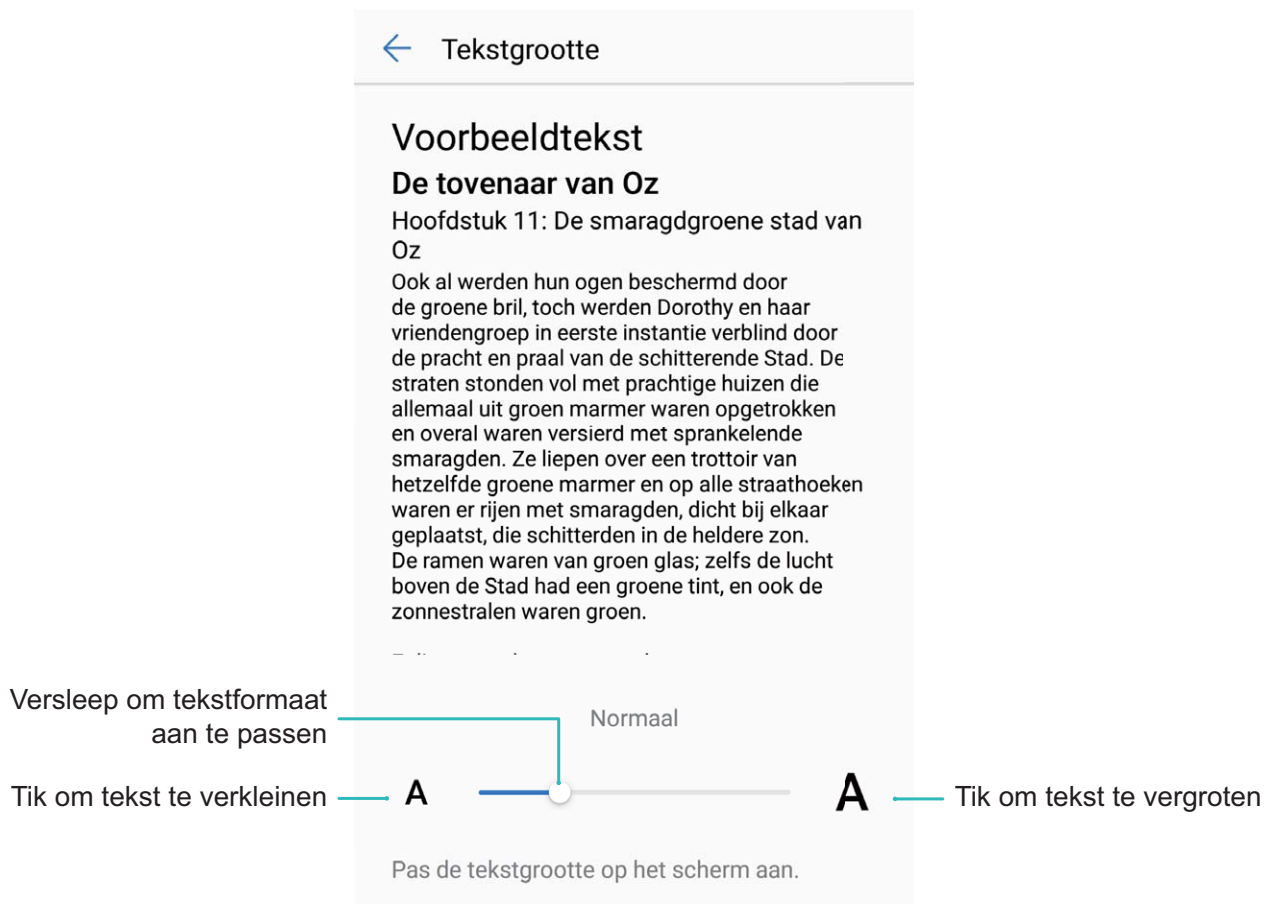 Tekstgrootte
Voorbeeldtekst
De tovenaar van Oz
Hoofdstuk 11: De smaragdgroene stad van
Oz
Ook al werden hun ogen beschermd door
de groene bril, toch werden Dorothy en haar
vriendengroep in eerste instantie verblind door
de pracht en praal van de schitterende Stad. De
straten stonden vol met prachtige huizen die
allemaal uit groen marmer waren opgetrokken
en overal waren versierd met sprankelende
smaragden. Ze liepen over een trottoir van
hetzelfde groene marmer en op alle straathoeken
waren er rijen met smaragden, dicht bij elkaar
geplaatst, die schitterden in de heldere zon.
De ramen waren van groen glas; zelfs de lucht
boven de Stad had een groene tint, en ook de
zonnestralen waren groen.
Versleep om tekstformaat
aan te passen
Normaal
Tik om tekst te verkleinen
A
A
Tik om tekst te vergroten
Pas de tekstgrootte op het scherm aan.